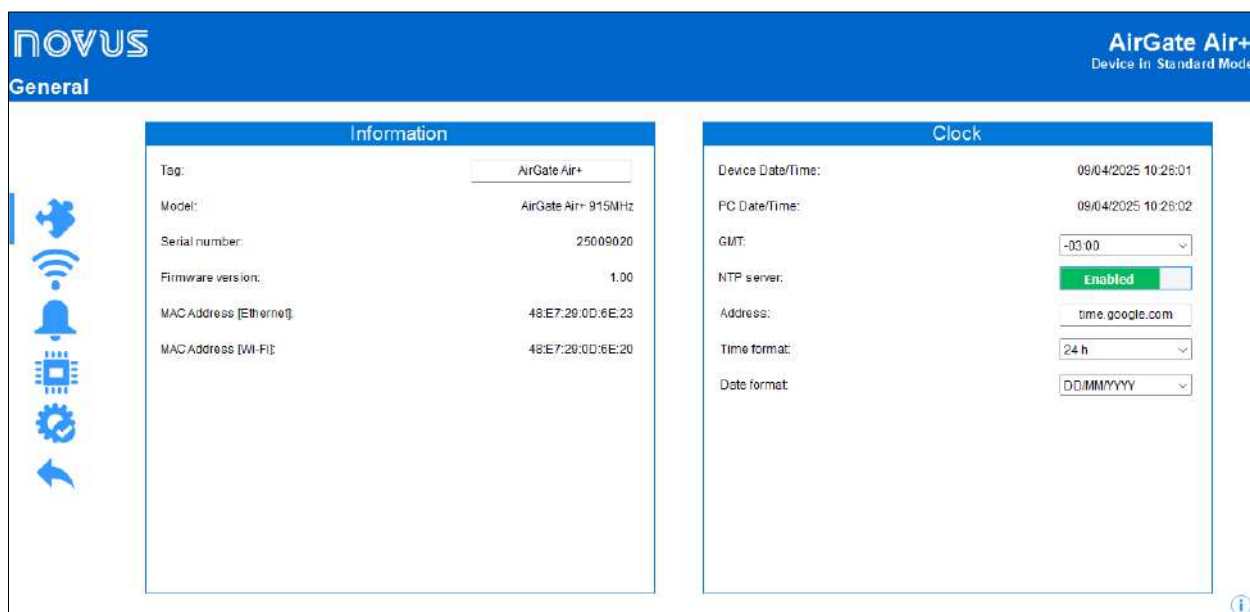 NOVUS
AirGate Air+
Device in Standard Mode
General
Information
Tag: AirGate Air+
Model: AirGate Air+ 915MHz
Serial number: 25009020
Firmware version: 1.00
MAC Address [Ethernet]: 48:E7:29:0D:6E:23
MAC Address [Wi-Fi]: 48:E7:29:0D:6E:20
Clock
Device Date/Time: 09/04/2025 10:26:01
PC Date/Time: 09/04/2025 10:26:02
GMT: -03:00
NTP server: Enabled
Address: time.google.com
Time format: 24 h
Date format: DD/MM/YYYY